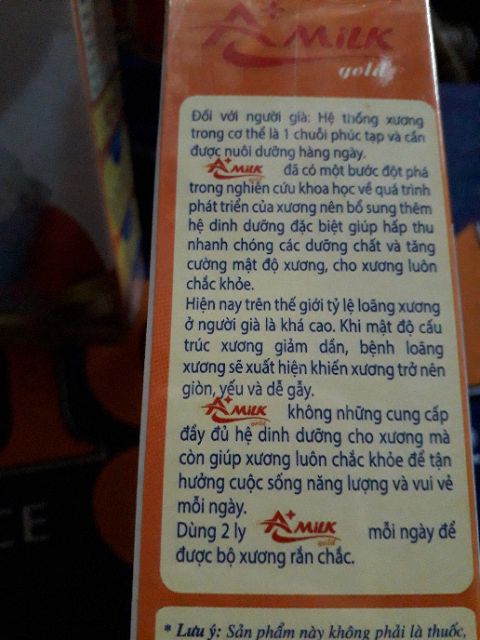 A+ MILK
gold
Đối với người già: Hệ thống xương
trong cơ thể là 1 chuỗi phúc tạp và cần
được nuôi dưỡng hàng ngày.
A+ MILK gold đã có một bước đột phá
trong nghiên cứu khoa học về quá trình
phát triển của xương nên bổ sung thêm
hệ dinh dưỡng đặc biệt giúp hấp thu
nhanh chóng các dưỡng chất và tăng
cường mật độ xương, cho xương luôn
chắc khỏe.
Hiện nay trên thế giới tỷ lệ loãng xương
ở người già là khá cao. Khi mật độ cấu
trúc xương giảm dần, bệnh loãng
xương sẽ xuất hiện khiến xương trở nên
giòn, yếu và dễ gẫy.
A+ MILK gold không những cung cấp
đầy đủ hệ dinh dưỡng cho xương mà
còn giúp xương luôn chắc khỏe để tận
hưởng cuộc sống năng lượng và vui vẻ
mỗi ngày.
Dùng 2 ly A+ MILK gold mỗi ngày để
được bộ xương rắn chắc.
* Lưu ý: Sản phẩm này không phải là thuốc,
CE